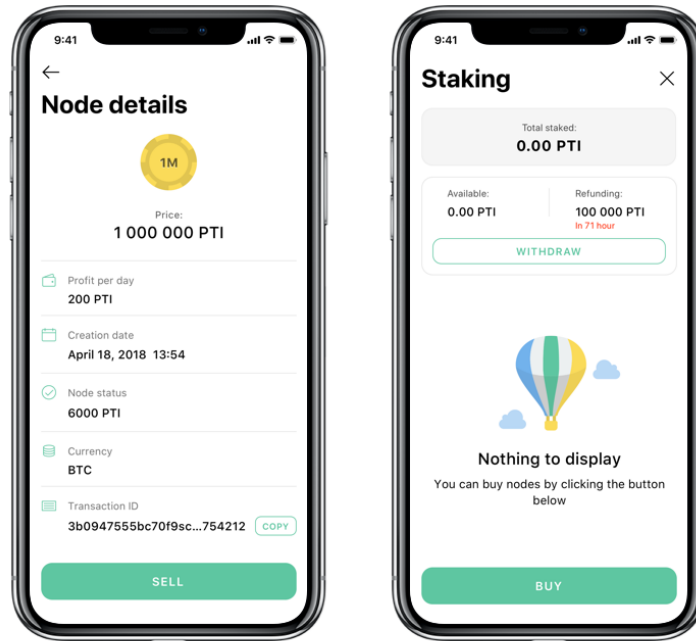 9:41
Node details
1M
Price:
1 000 000 PTI
Profit per day
200 PTI
Creation date
April 18, 2018 13:54
Node status
6000 PTI
Currency
BTC
Transaction ID
3b0947555bc70f9sc...754212 COPY
SELL
9:41
Staking
Total staked:
0.00 PTI
Available:
0.00 PTI
Refunding:
100 000 PTI
In 71 hour
WITHDRAW
Nothing to display
You can buy nodes by clicking the button
below
BUY